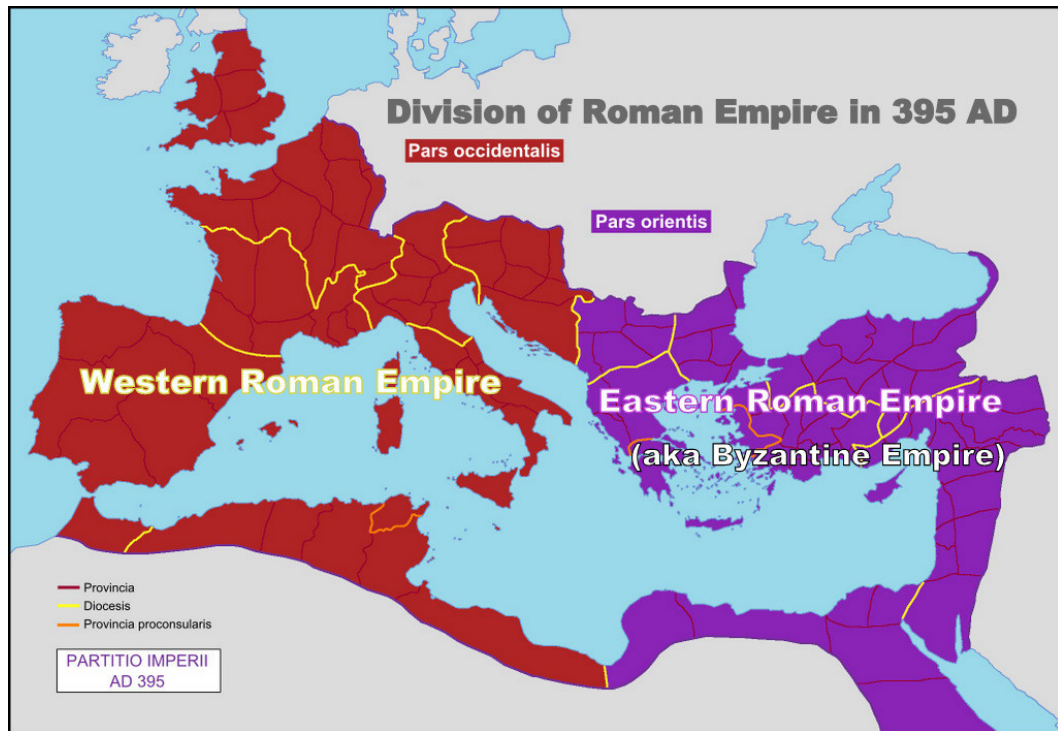 Division of Roman Empire in 395 AD
Pars occidentalis
Pars orientis
Western Roman Empire
Eastern Roman Empire
(aka Byzantine Empire)
Provincia
Diocesis
Provincia proconsularis
PARTITIO IMPERII
AD 395